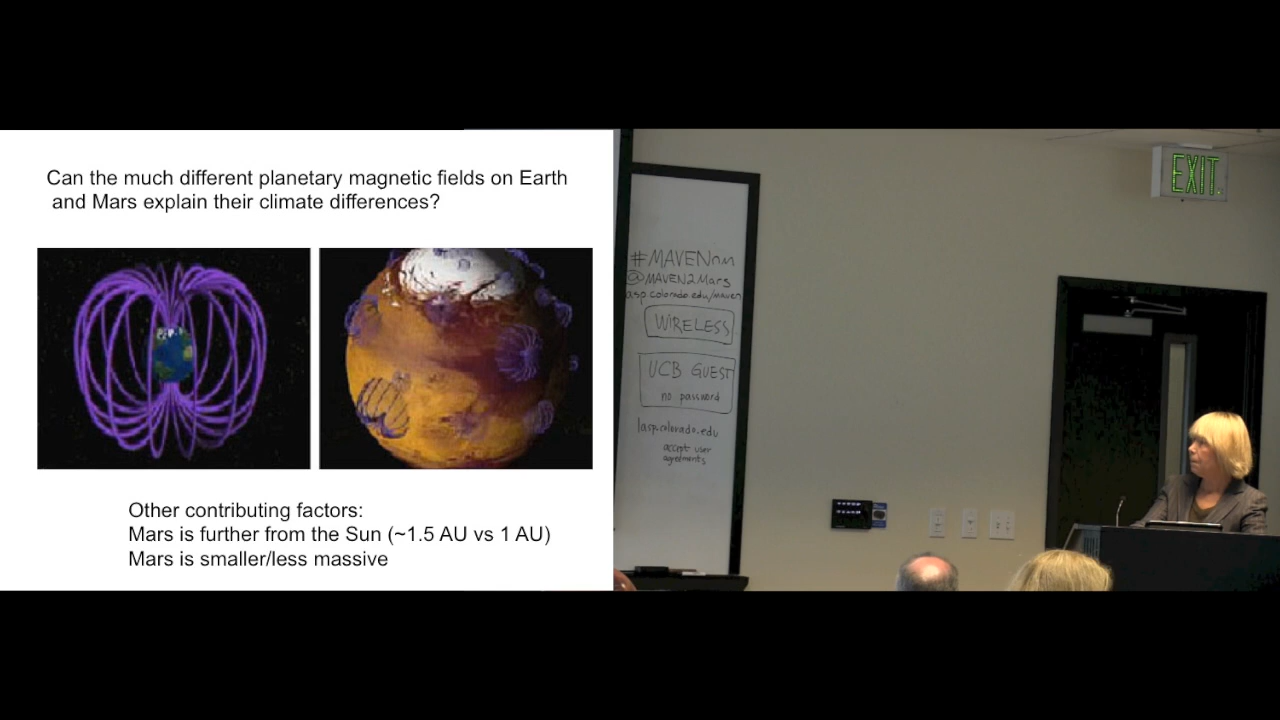 Can the much different planetary magnetic fields on Earth
and Mars explain their climate differences?
Other contributing factors:
Mars is further from the Sun (~1.5 AU vs 1 AU)
Mars is smaller/less massive
#MAVENnm
@MAVEN2Mars
asp.colorado.edu/maven
WIRELESS
UCB GUEST
no password
lasp.colorado.edu
accept user
agreements
EXIT